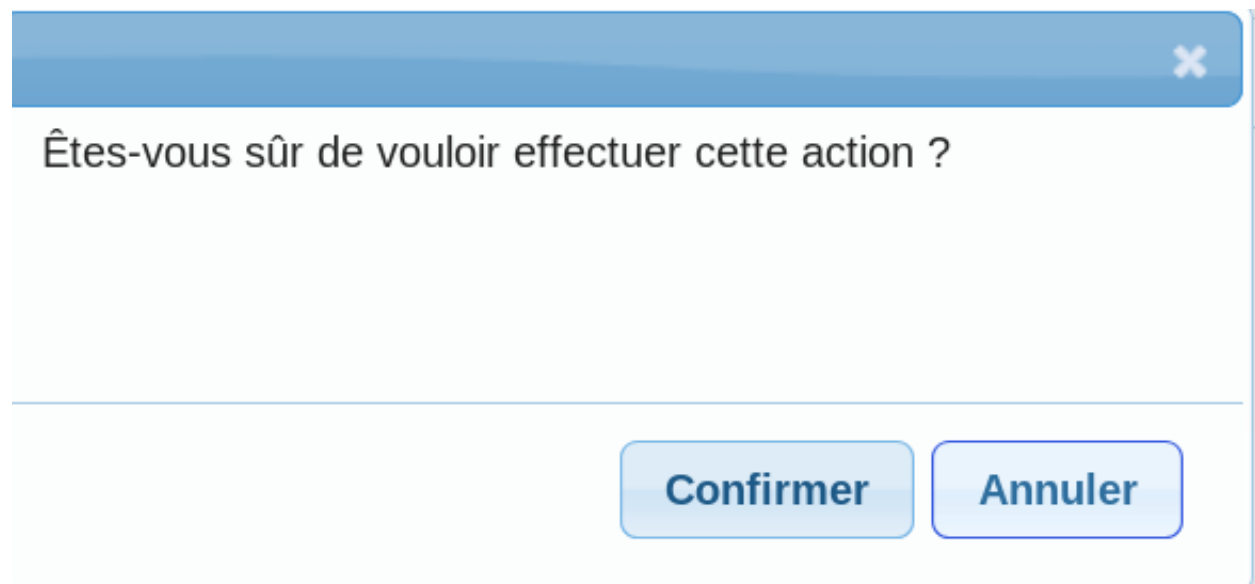 Êtes-vous sûr de vouloir effectuer cette action ?
Confirmer Annuler